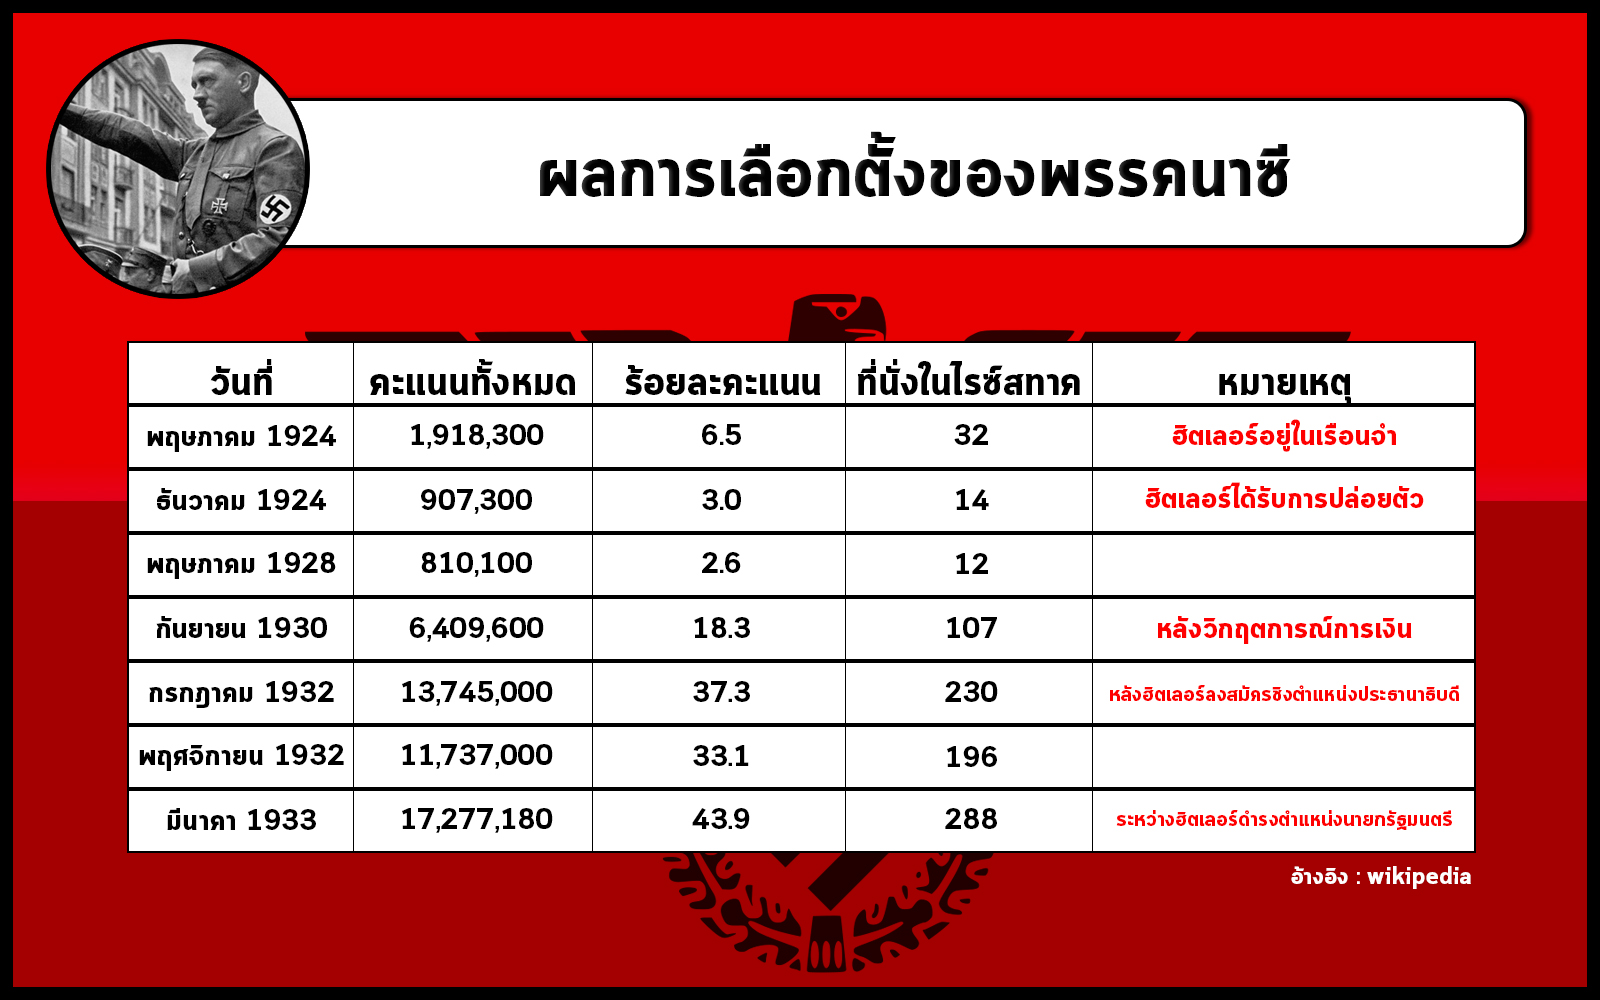 ผลการเลือกตั้งของพรรคนาซี
วันที่ คะแนนทั้งหมด ร้อยละคะแนน ที่นั่งในไรซ์สทาค หมายเหตุ
พฤษภาคม 1924 1,918,300 6.5 32 ฮิตเลอร์อยู่ในเรือนจำ
ธันวาคม 1924 907,300 3.0 14 ฮิตเลอร์ได้รับการปล่อยตัว
พฤษภาคม 1928 810,100 2.6 12
กันยายน 1930 6,409,600 18.3 107 หลังวิกฤตการณ์การเงิน
กรกฎาคม 1932 13,745,000 37.3 230 หลังฮิตเลอร์ลงสมัครชิงตำแหน่งประธานาธิบดี
พฤศจิกายน 1932 11,737,000 33.1 196
มีนาคา 1933 17,277,180 43.9 288 ระหว่างฮิตเลอร์ดำรงตำแหน่งนายกรัฐมนตรี
อ้างอิง : wikipedia